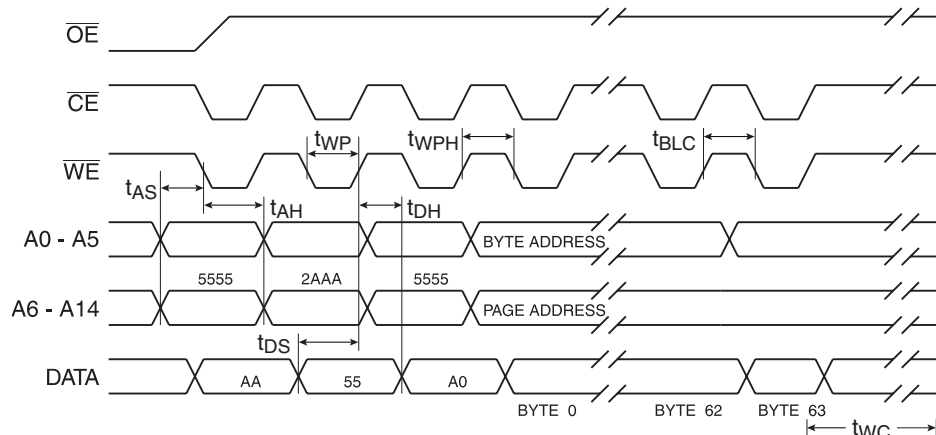 OE
CE
tWP tWPH tBLC
WE
tAS
tAH tDH
A0 - A5 BYTE ADDRESS
5555 2AAA 5555
A6 - A14 PAGE ADDRESS
tDS
DATA AA 55 A0
BYTE 0 BYTE 62 BYTE 63
tWC